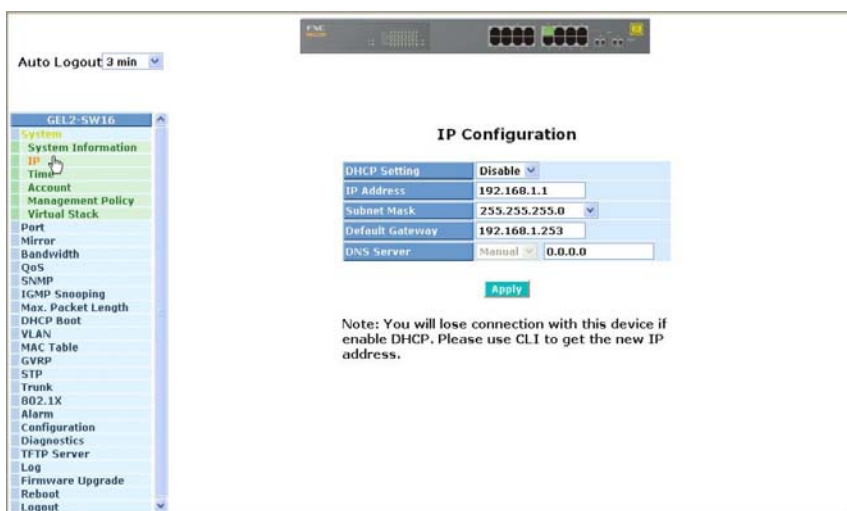 FXC
Auto Logout 3 min
GEL2-SW16
System
System Information
IP
Time
Account
Management Policy
Virtual Stack
Port
Mirror
Bandwidth
QoS
SNMP
IGMP Snooping
Max. Packet Length
DHCP Boot
VLAN
MAC Table
GVRP
STP
Trunk
802.1X
Alarm
Configuration
Diagnostics
TFTP Server
Log
Firmware Upgrade
Reboot
Logout
IP Configuration
DHCP Setting Disable
IP Address 192.168.1.1
Subnet Mask 255.255.255.0
Default Gateway 192.168.1.253
DNS Server Manual 0.0.0.0
Apply
Note: You will lose connection with this device if
enable DHCP. Please use CLI to get the new IP
address.